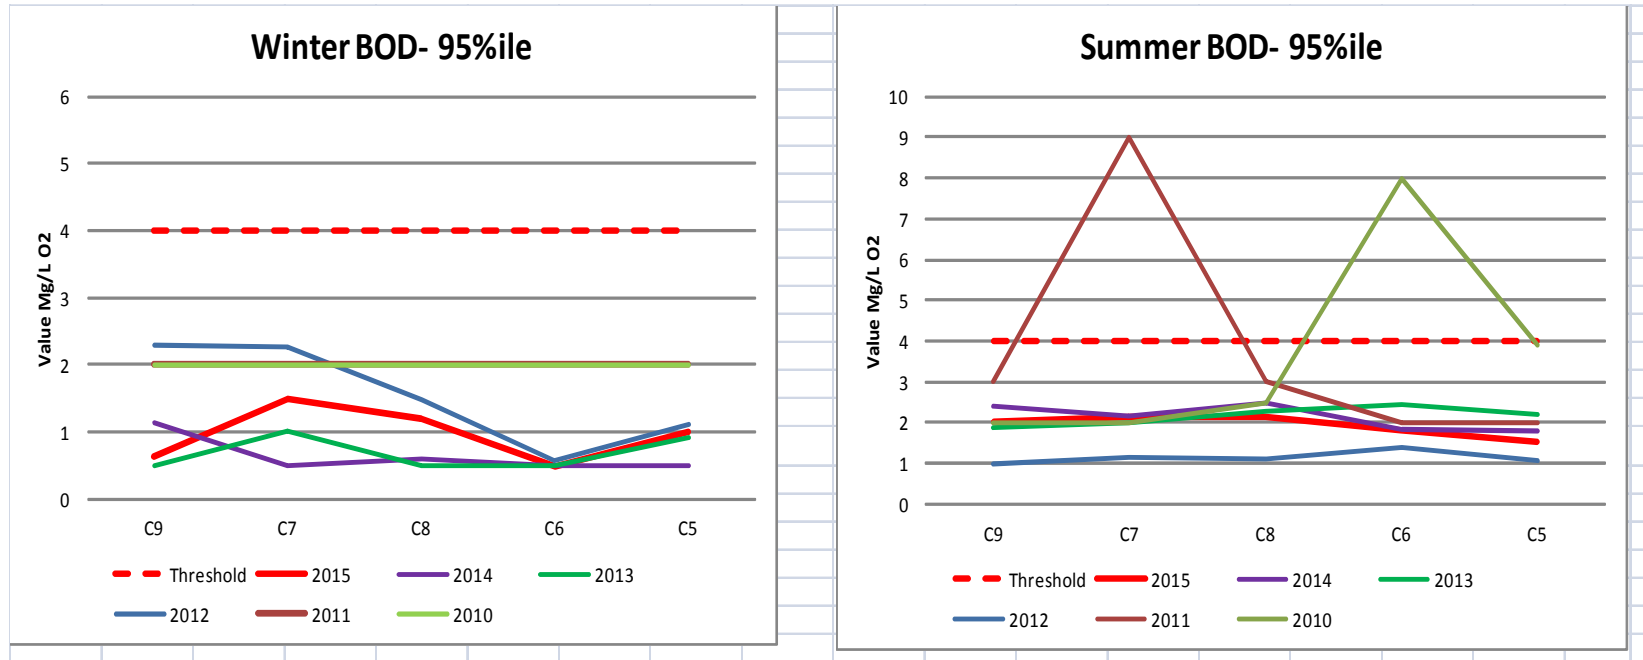 Winter BOD- 95%ile
6
5
4
3
2
1
0
Value Mg/L O2
C9 C7 C8 C6 C5
Threshold 2015 2014 2013
2012 2011 2010
Summer BOD- 95%ile
10
9
8
7
6
5
4
3
2
1
0
Value Mg/L O2
C9 C7 C8 C6 C5
Threshold 2015 2014 2013
2012 2011 2010